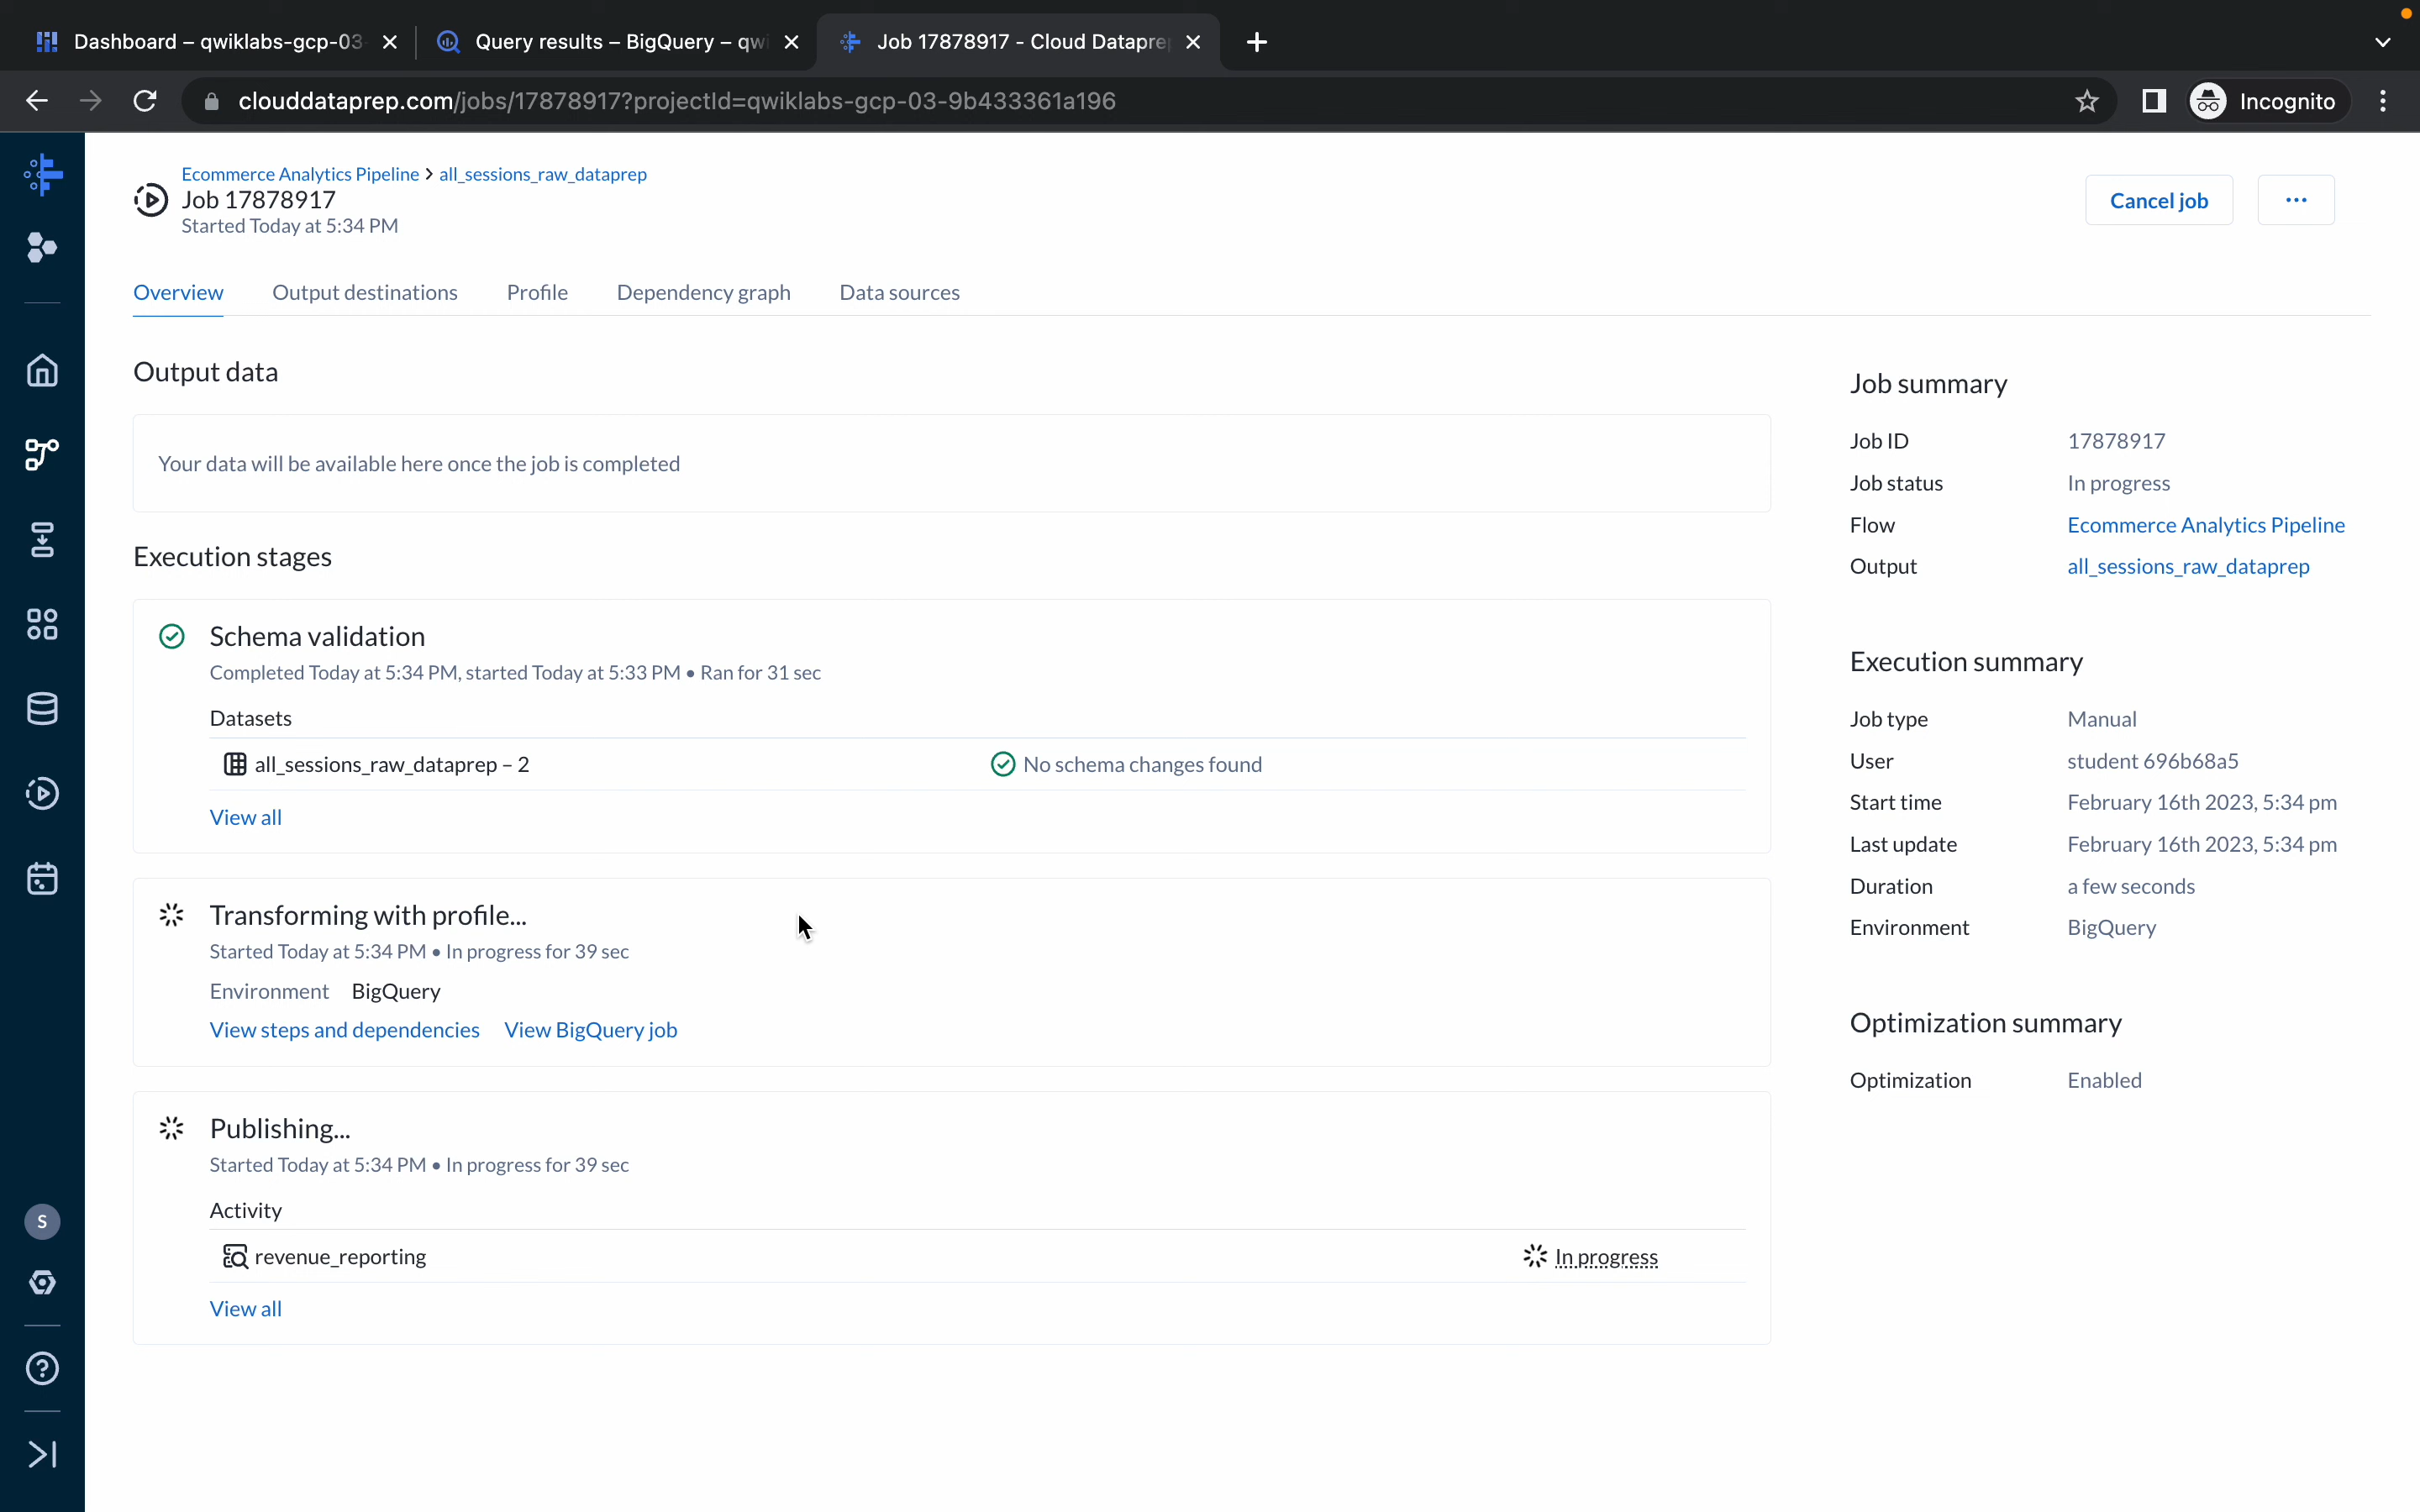 Dashboard – qwiklabs-gcp-03
Query results – BigQuery – qwi
Job 17878917 - Cloud Datapre
clouddataprep.com/jobs/17878917?projectId=qwiklabs-gcp-03-9b433361a196
Incognito
Ecommerce Analytics Pipeline > all_sessions_raw_dataprep
Job 17878917
Started Today at 5:34 PM
Cancel job
...
Overview
Output destinations
Profile
Dependency graph
Data sources
Output data
Your data will be available here once the job is completed
Execution stages
Schema validation
Completed Today at 5:34 PM, started Today at 5:33 PM • Ran for 31 sec
Datasets
all_sessions_raw_dataprep – 2
No schema changes found
View all
Transforming with profile...
Started Today at 5:34 PM • In progress for 39 sec
Environment BigQuery
View steps and dependencies View BigQuery job
Publishing...
Started Today at 5:34 PM • In progress for 39 sec
Activity
revenue_reporting
In progress
View all
Job summary
Job ID 17878917
Job status In progress
Flow Ecommerce Analytics Pipeline
Output all_sessions_raw_dataprep
Execution summary
Job type Manual
User student 696b68a5
Start time February 16th 2023, 5:34 pm
Last update February 16th 2023, 5:34 pm
Duration a few seconds
Environment BigQuery
Optimization summary
Optimization Enabled
S